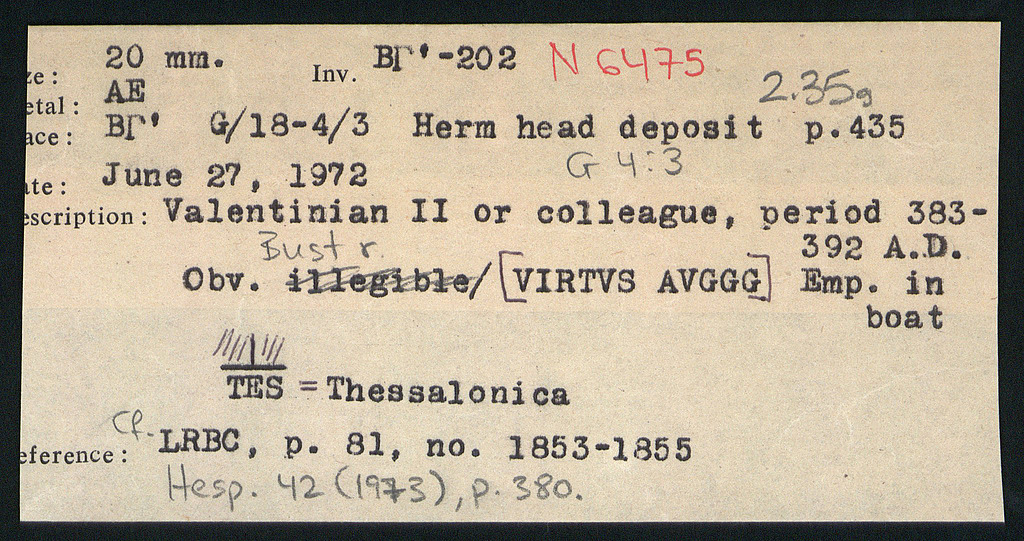 ze: 20 mm. Inv. ΒΓ'-202 N 6475
etal: AE 2.35g
ace: ΒΓ' G/18-4/3 Herm head deposit p.435
G 4:3
te: June 27, 1972
escription: Valentinian II or colleague, period 383-
392 A.D.
Bust r.
Obv. illegible/ [VIRTVS AVGGG] Emp. in
boat
TES = Thessalonica
eference: Cf. LRBC, p. 81, no. 1853-1855
Hesp. 42 (1973), p. 380.